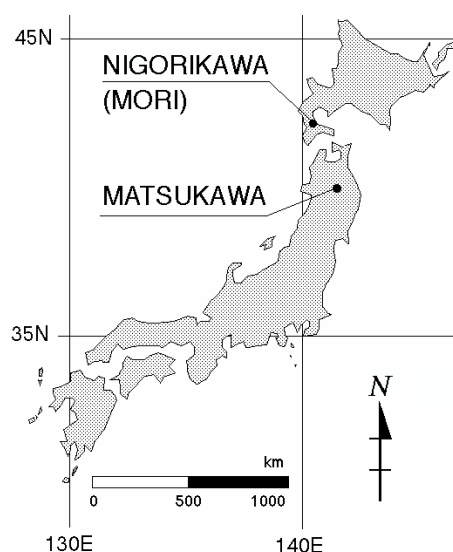 45N
NIGORIKAWA
(MORI)
MATSUKAWA
35N
N
km
0 500 1000
130E 140E